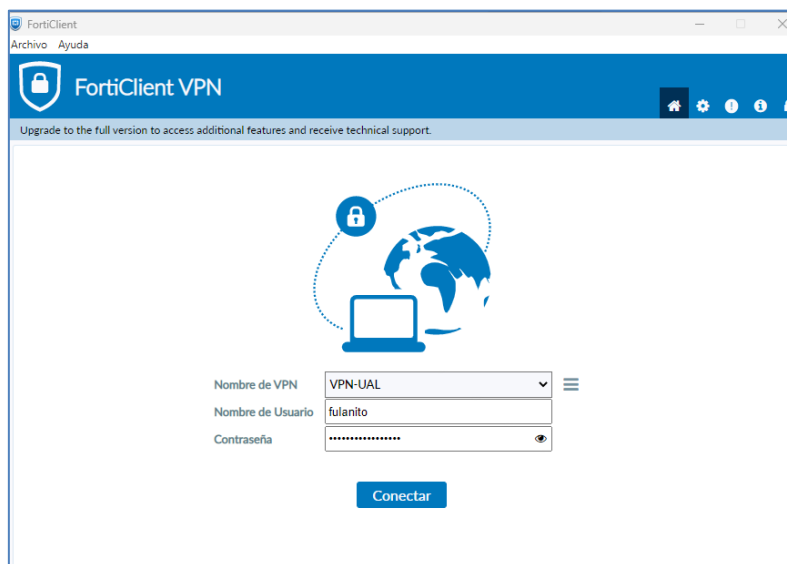 FortiClient
Archivo Ayuda
FortiClient VPN
Upgrade to the full version to access additional features and receive technical support.
Nombre de VPN VPN-UAL
Nombre de Usuario fulanito
Contraseña •••••••••••••••••
Conectar